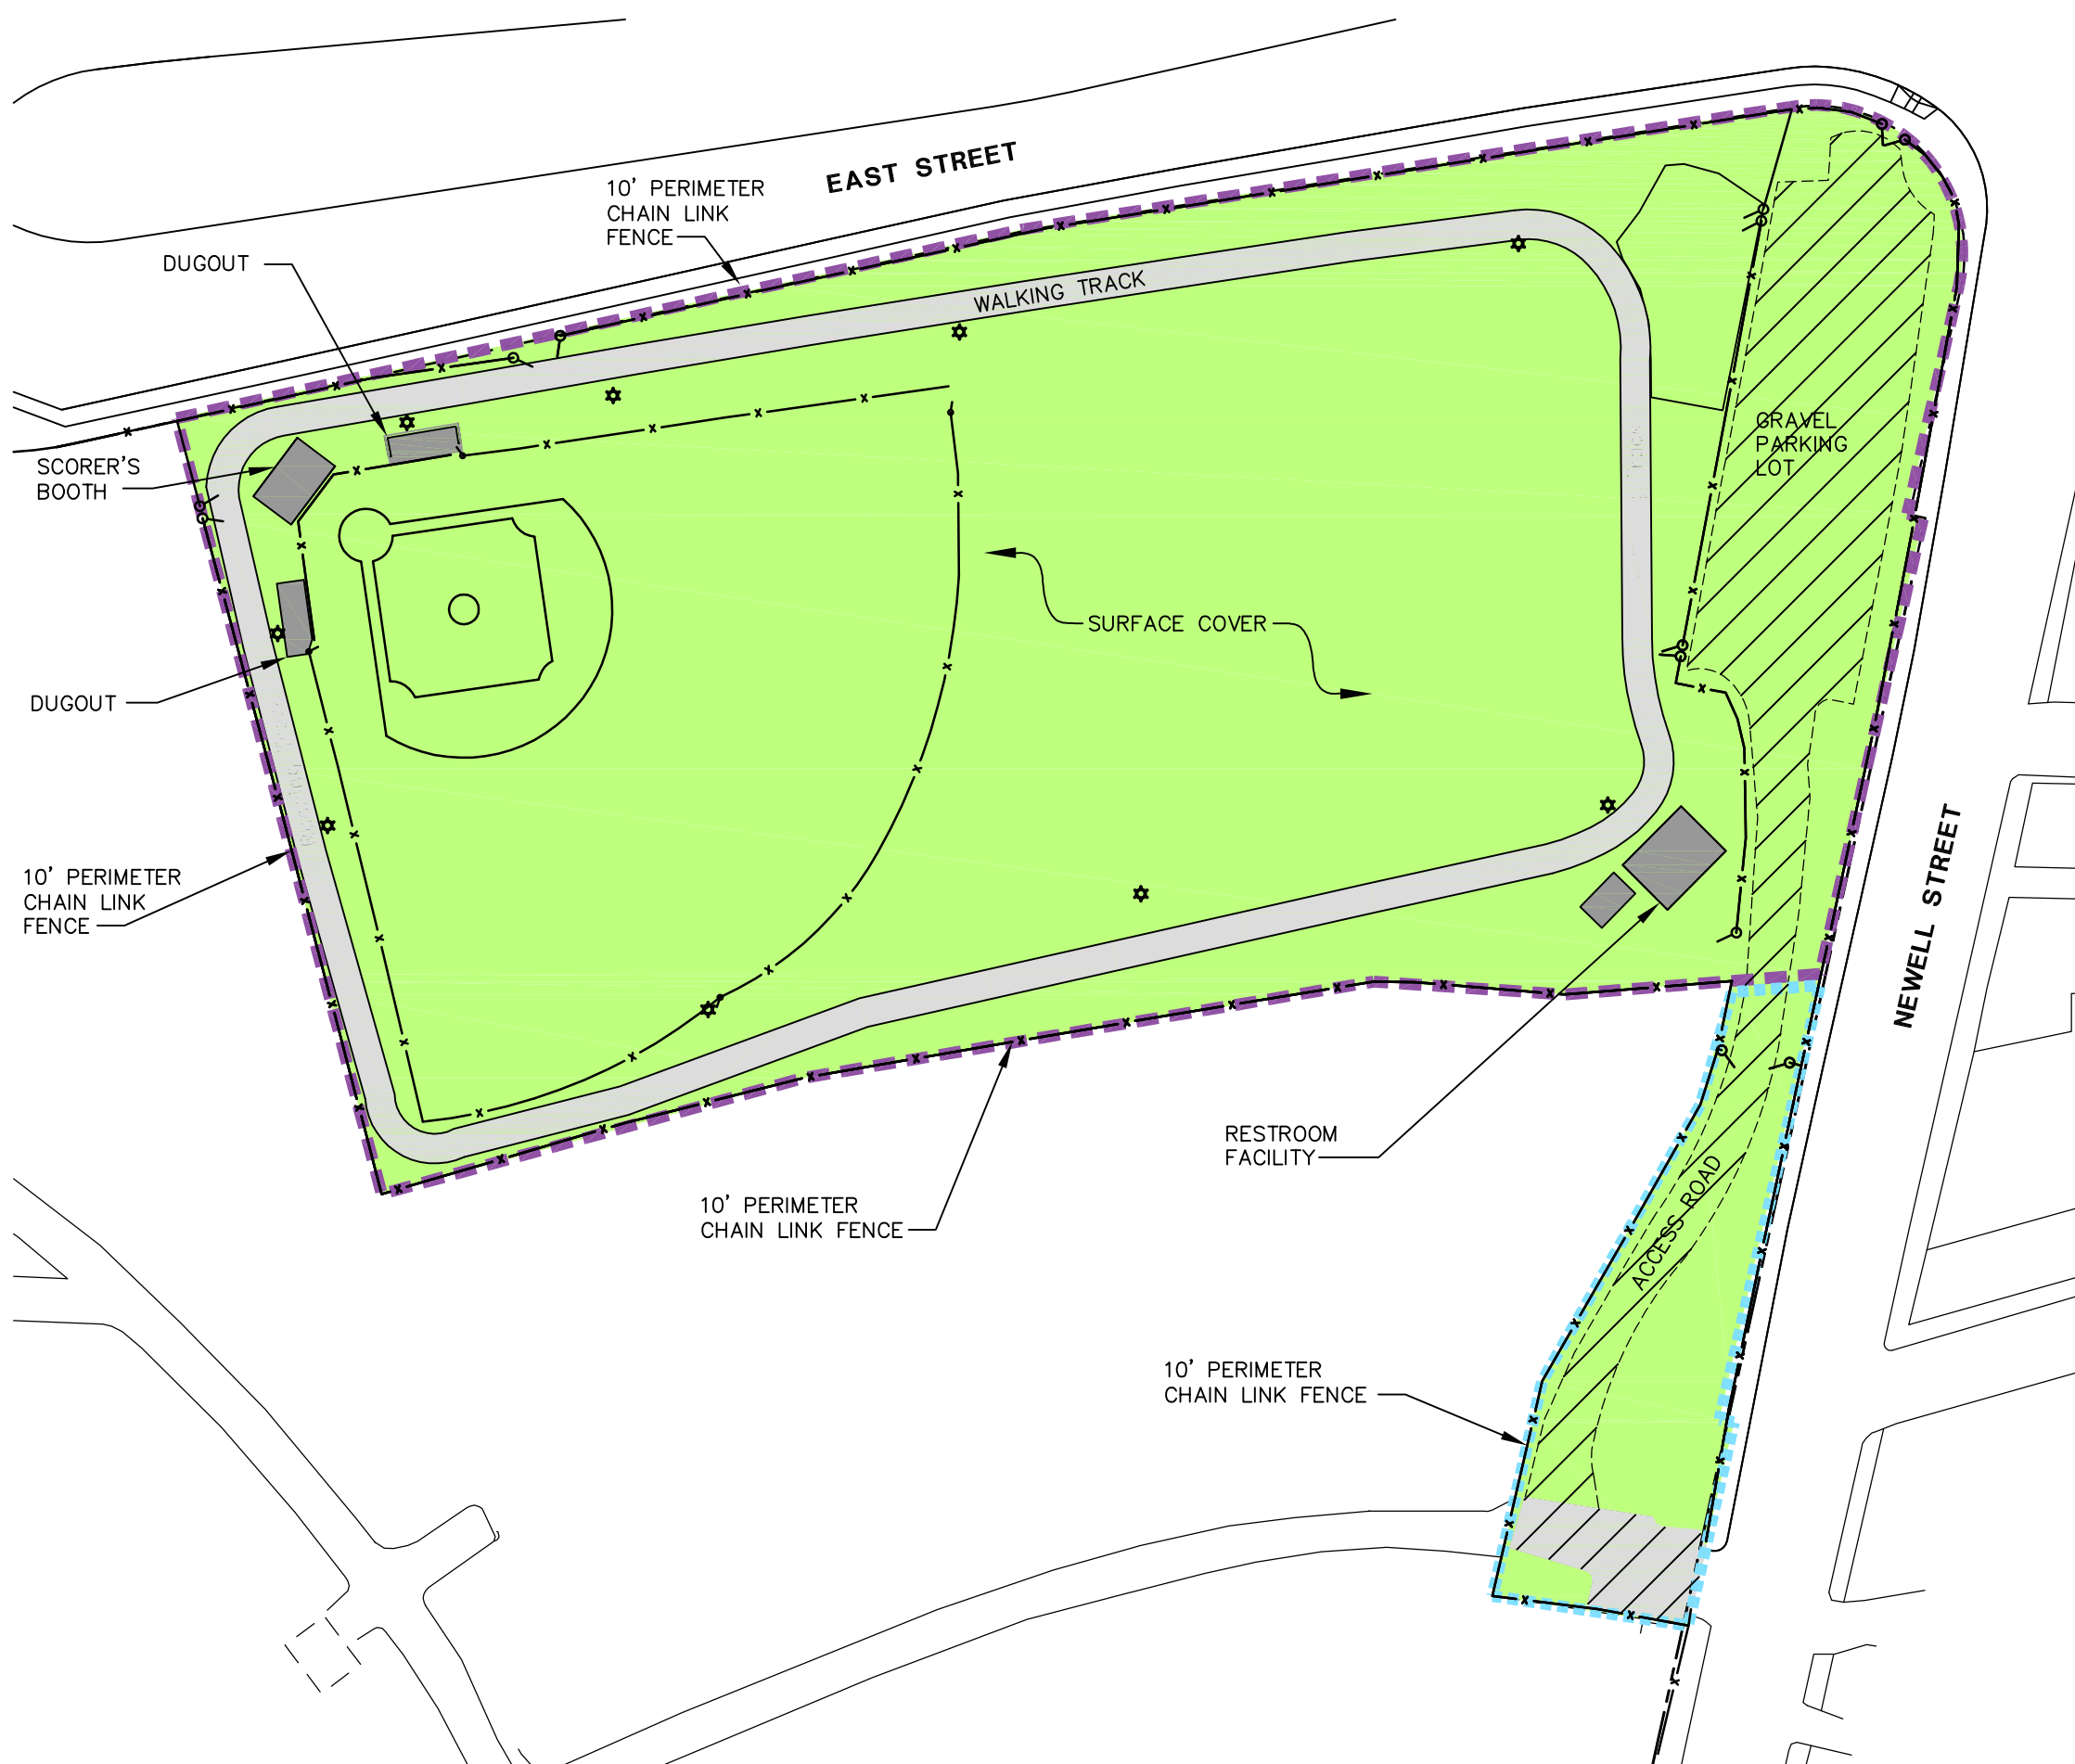 EAST STREET
10' PERIMETER
CHAIN LINK
FENCE
DUGOUT
WALKING TRACK
SCORER'S
BOOTH
GRAVEL
PARKING
LOT
SURFACE COVER
DUGOUT
10' PERIMETER
CHAIN LINK
FENCE
NEWELL STREET
RESTROOM
FACILITY
10' PERIMETER
CHAIN LINK FENCE
ACCESS ROAD
10' PERIMETER
CHAIN LINK FENCE